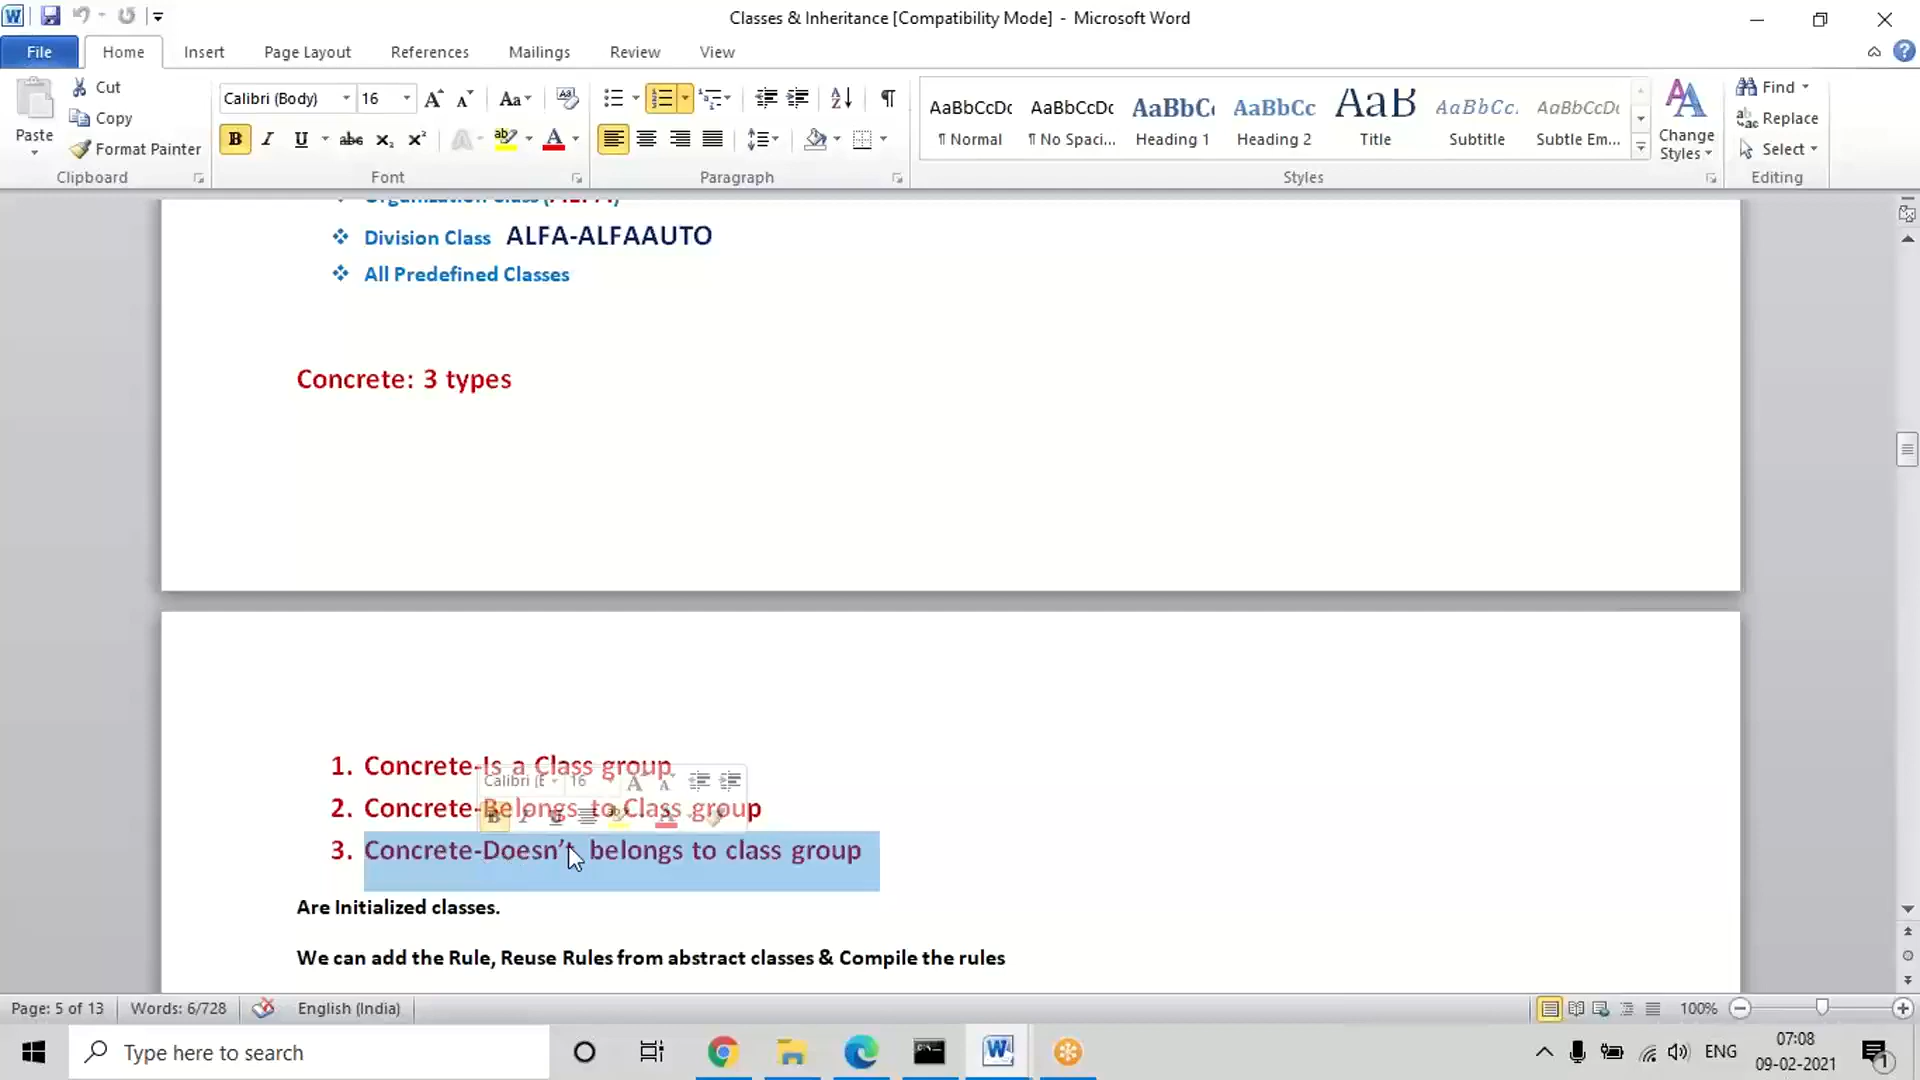 Classes & Inheritance [Compatibility Mode] - Microsoft Word
File Home Insert Page Layout References Mailings Review View
Paste
Cut
Copy
Format Painter
Clipboard
Calibri (Body) 16
Font
Paragraph
AaBbCcDc AaBbCcDc AaBbC AaBbCc AaB AaBbCc. AaBbCcDc
¶ Normal ¶ No Spaci... Heading 1 Heading 2 Title Subtitle Subtle Em...
Change
Styles
Styles
Find
Replace
Select
Editing
Division Class ALFA-ALFAAUTO
All Predefined Classes
Concrete: 3 types
1. Concrete-Is a Class group
2. Concrete-Belongs to Class group
3. Concrete-Doesn't belongs to class group
Are Initialized classes.
We can add the Rule, Reuse Rules from abstract classes & Compile the rules
Page: 5 of 13 Words: 6/728 English (India) 100%
Type here to search
ENG
07:08
09-02-2021
1